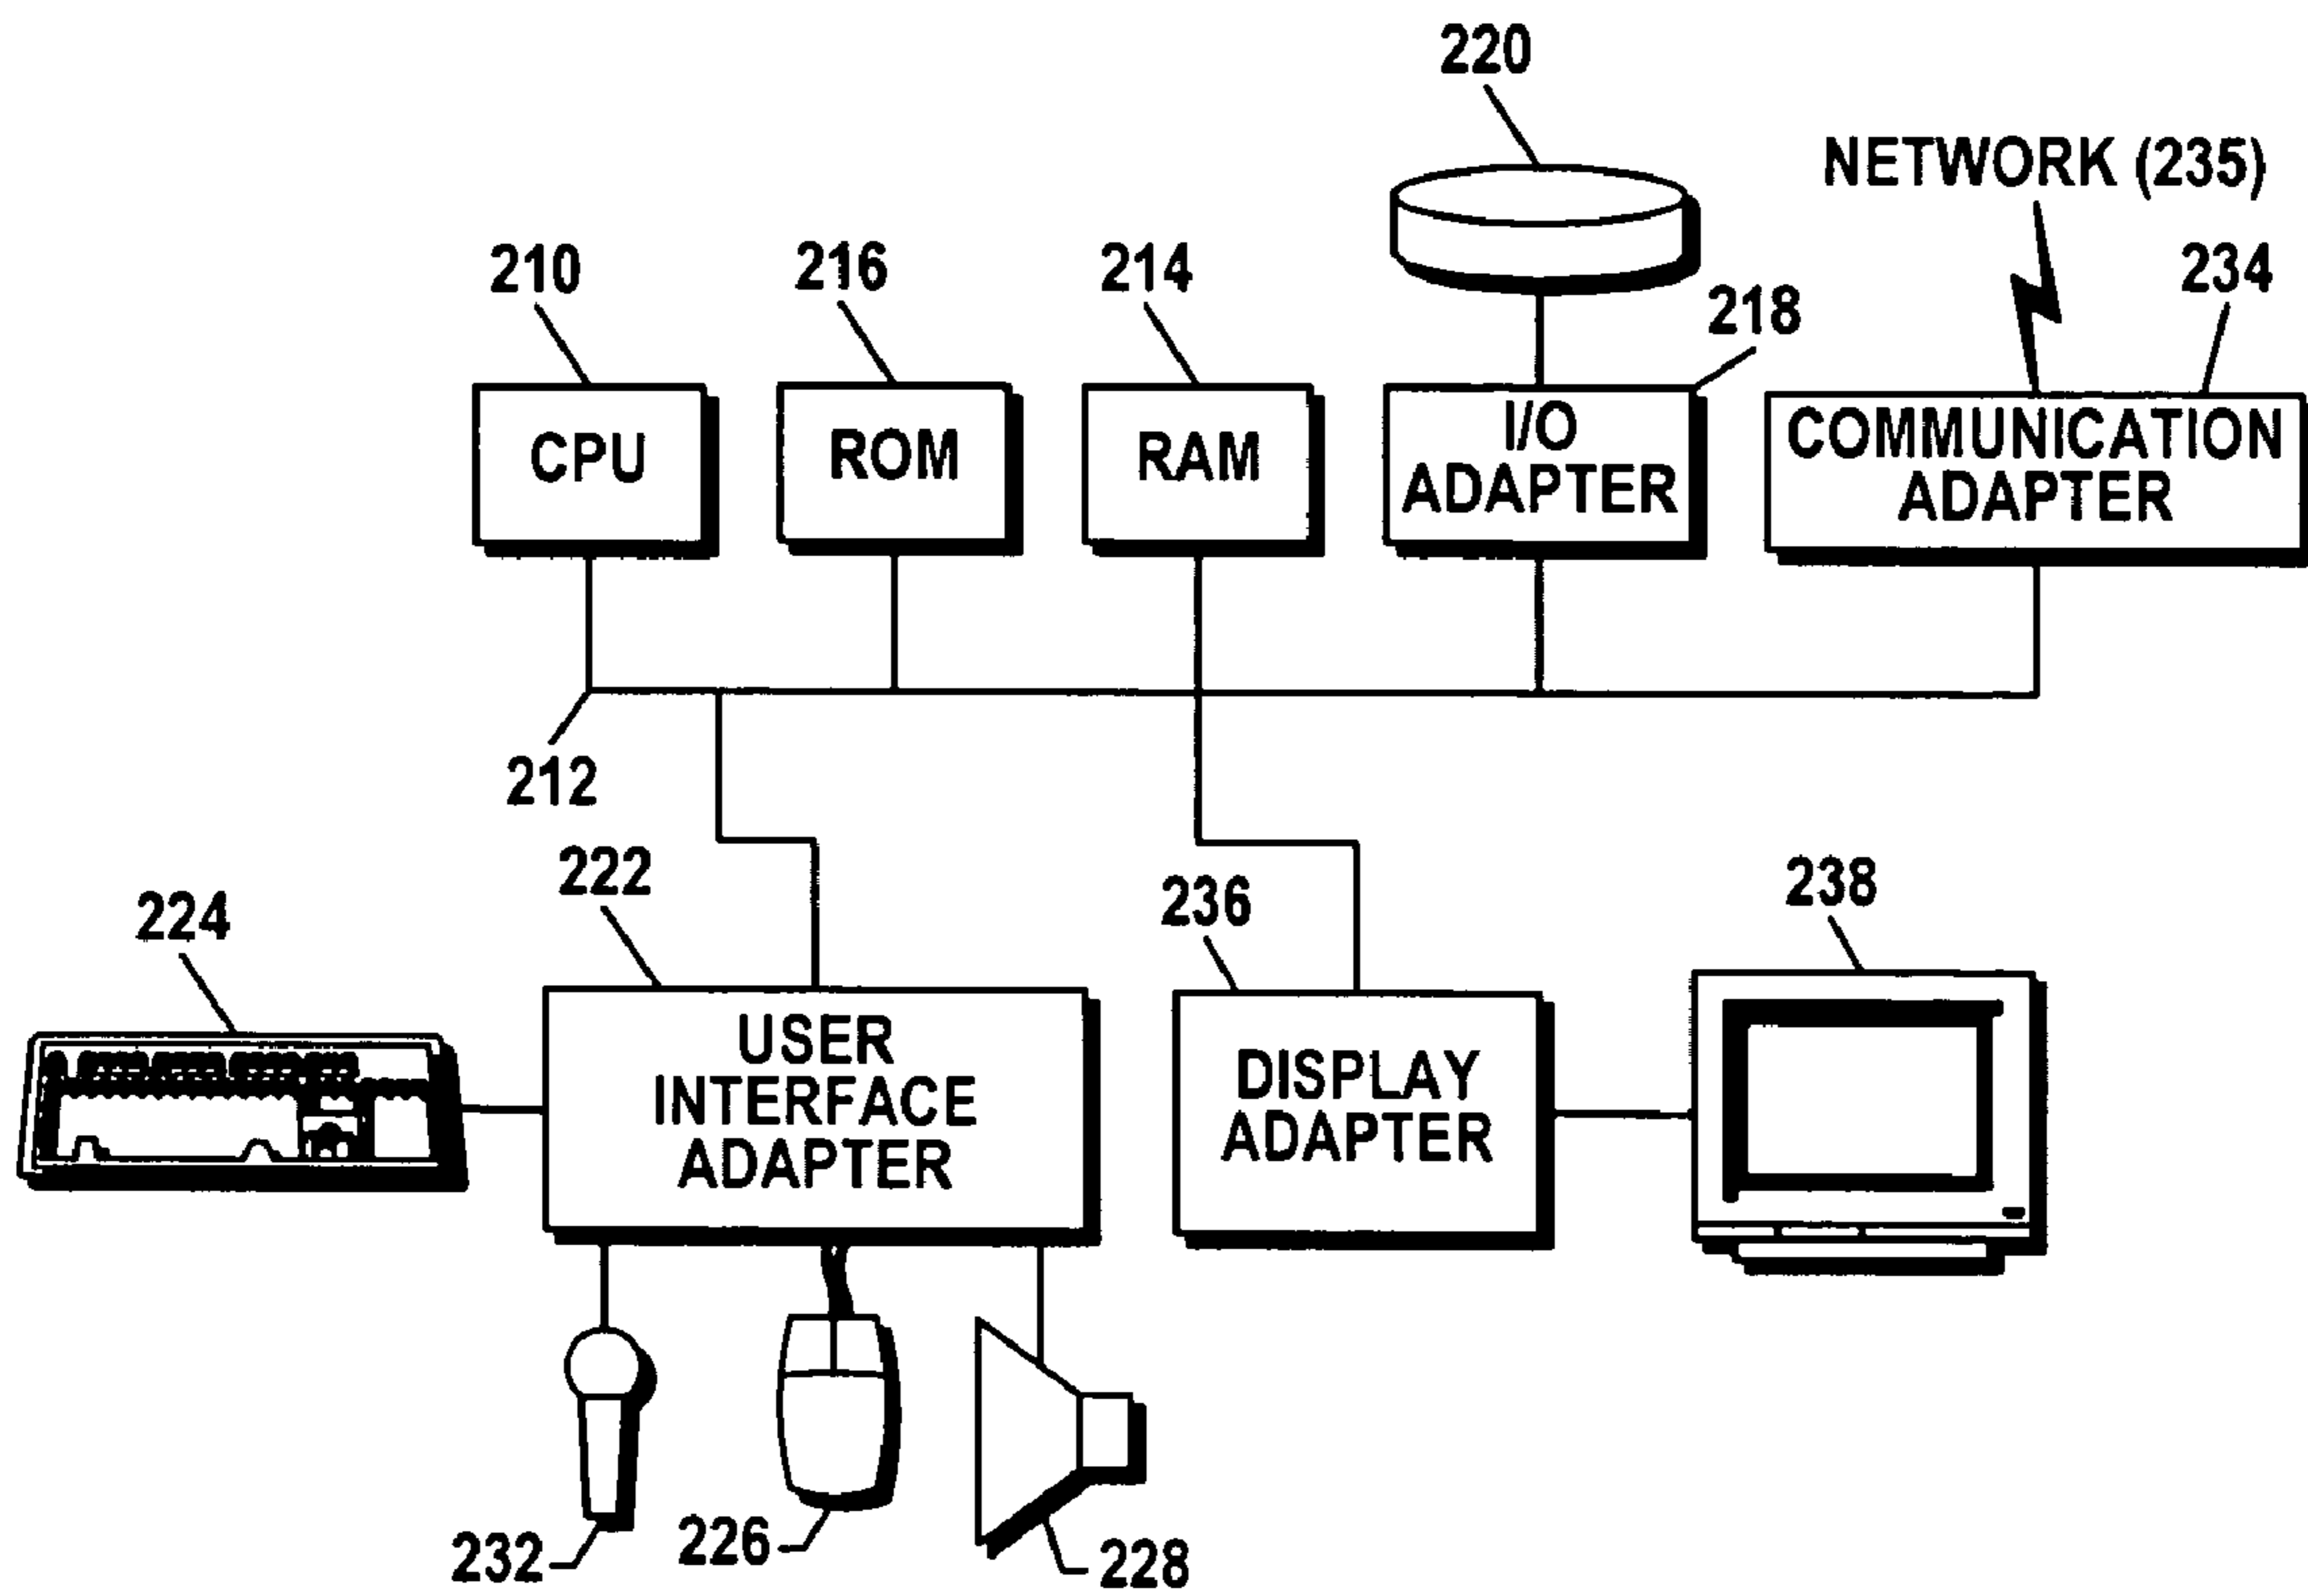 220
NETWORK (235)
210
216
214
218
234
CPU
ROM
RAM
I/O
ADAPTER
COMMUNICATION
ADAPTER
212
222
224
236
238
USER
INTERFACE
ADAPTER
DISPLAY
ADAPTER
232
226
228